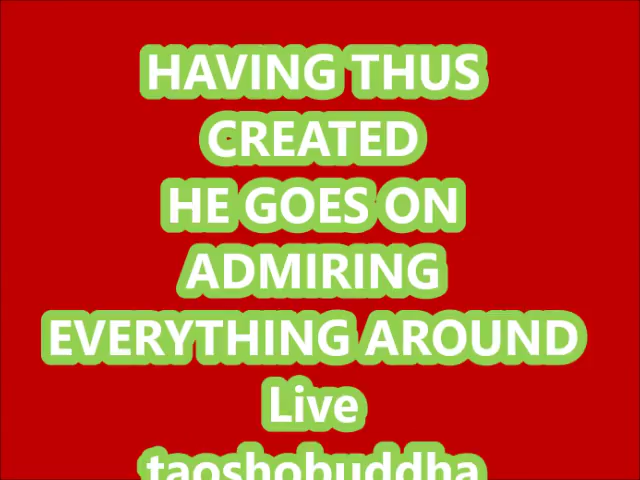 HAVING THUS
CREATED
HE GOES ON
ADMIRING
EVERYTHING AROUND
Live
taoshobuddha